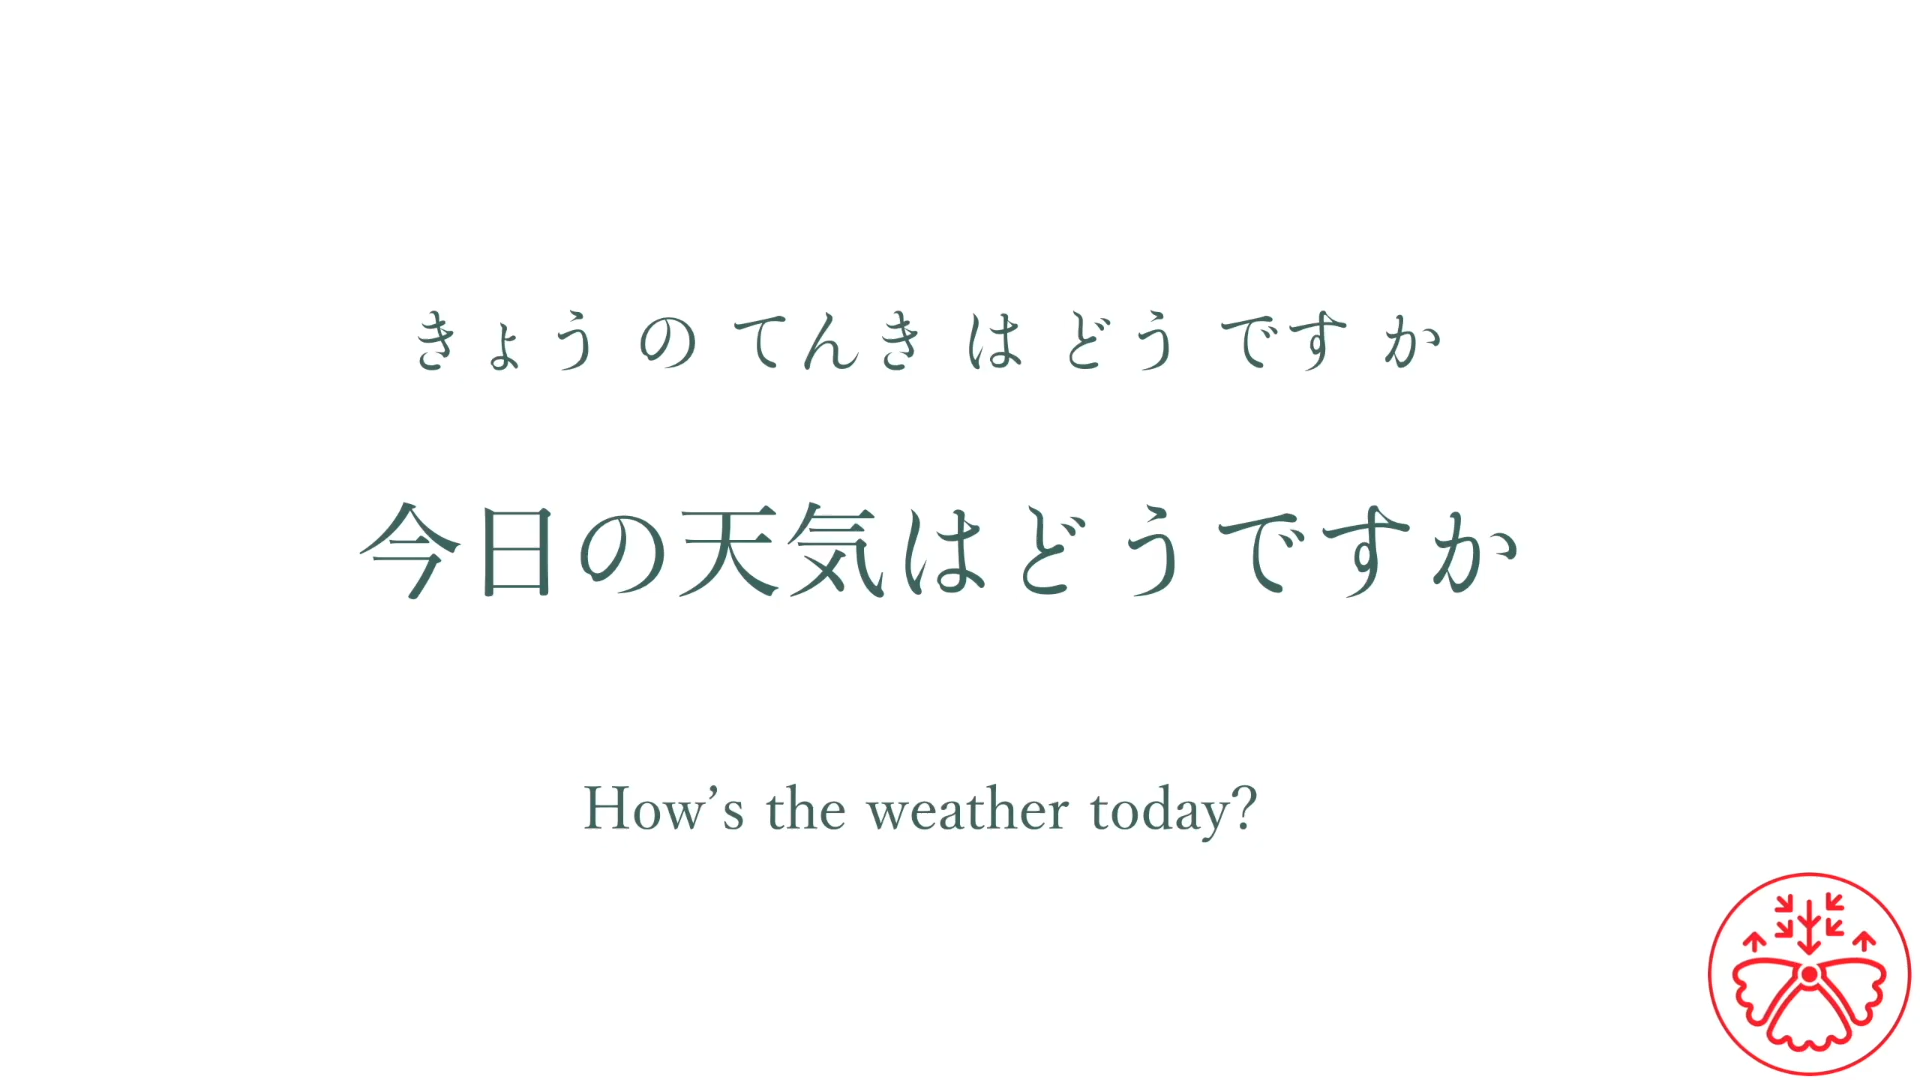 きょう の てんき は どう です か
今日の天気はどうですか
How’s the weather today?